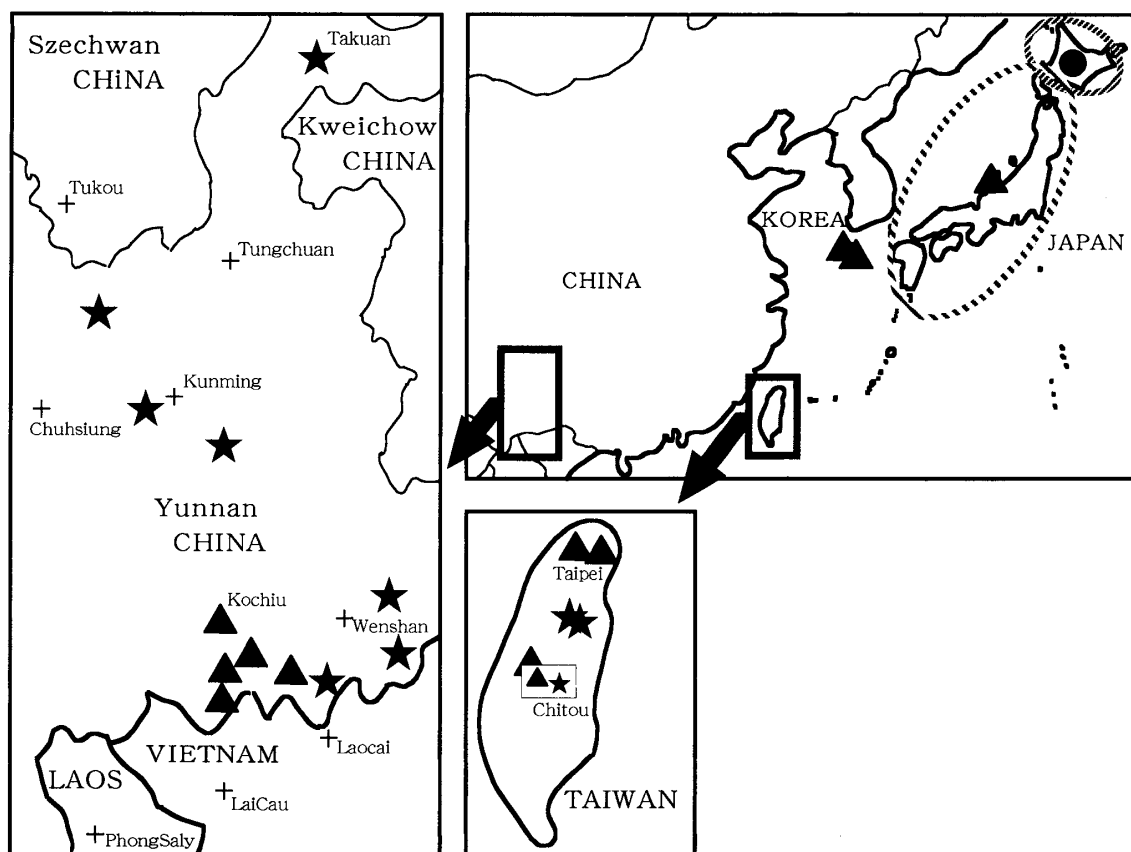 Szechwan
CHiNA
Takuan
Kweichow
CHINA
Tukou
Tungchuan
Kunming
Chuhsiung
Yunnan
CHINA
Kochiu
Wenshan
VIETNAM
Laocai
LAOS
LaiCau
PhongSaly
KOREA
JAPAN
CHINA
Taipei
Chitou
TAIWAN